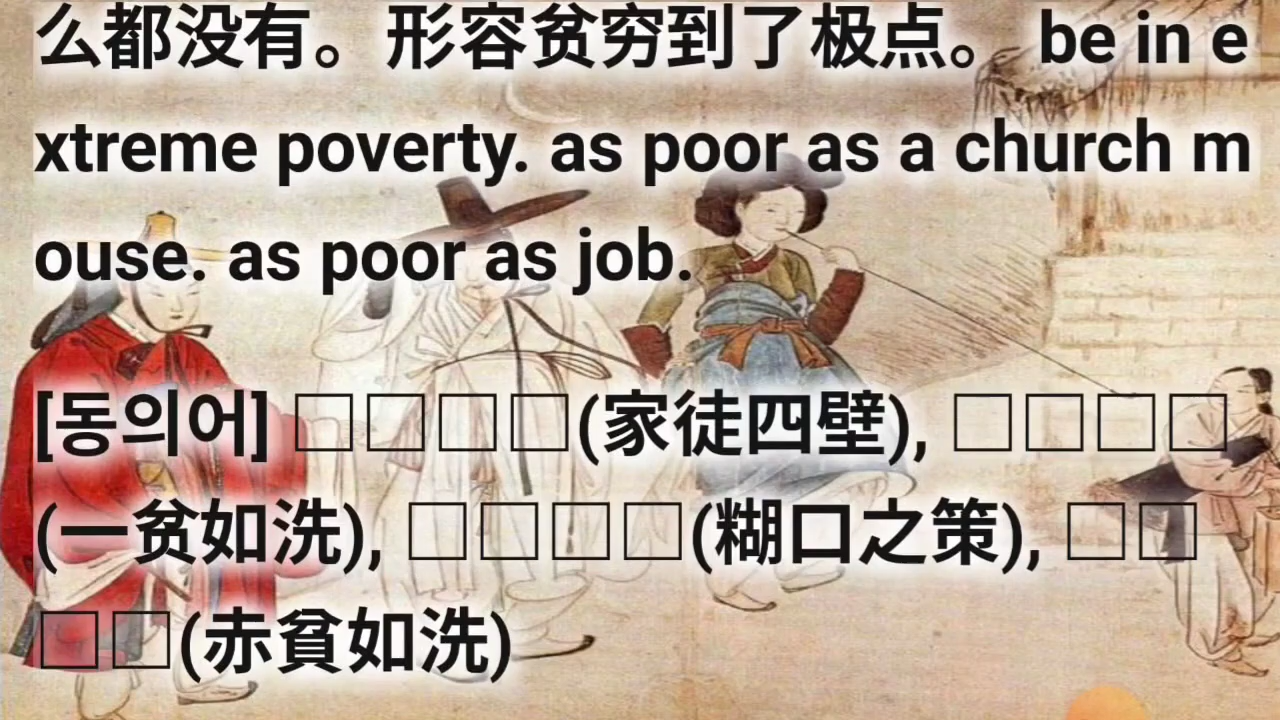 么都没有。形容贫穷到了极点。 be in e
xtreme poverty. as poor as a church m
ouse. as poor as job.
[동의어] □□□□(家徒四壁), □□□□
(一贫如洗), □□□□(糊口之策), □□
□□(赤貧如洗)